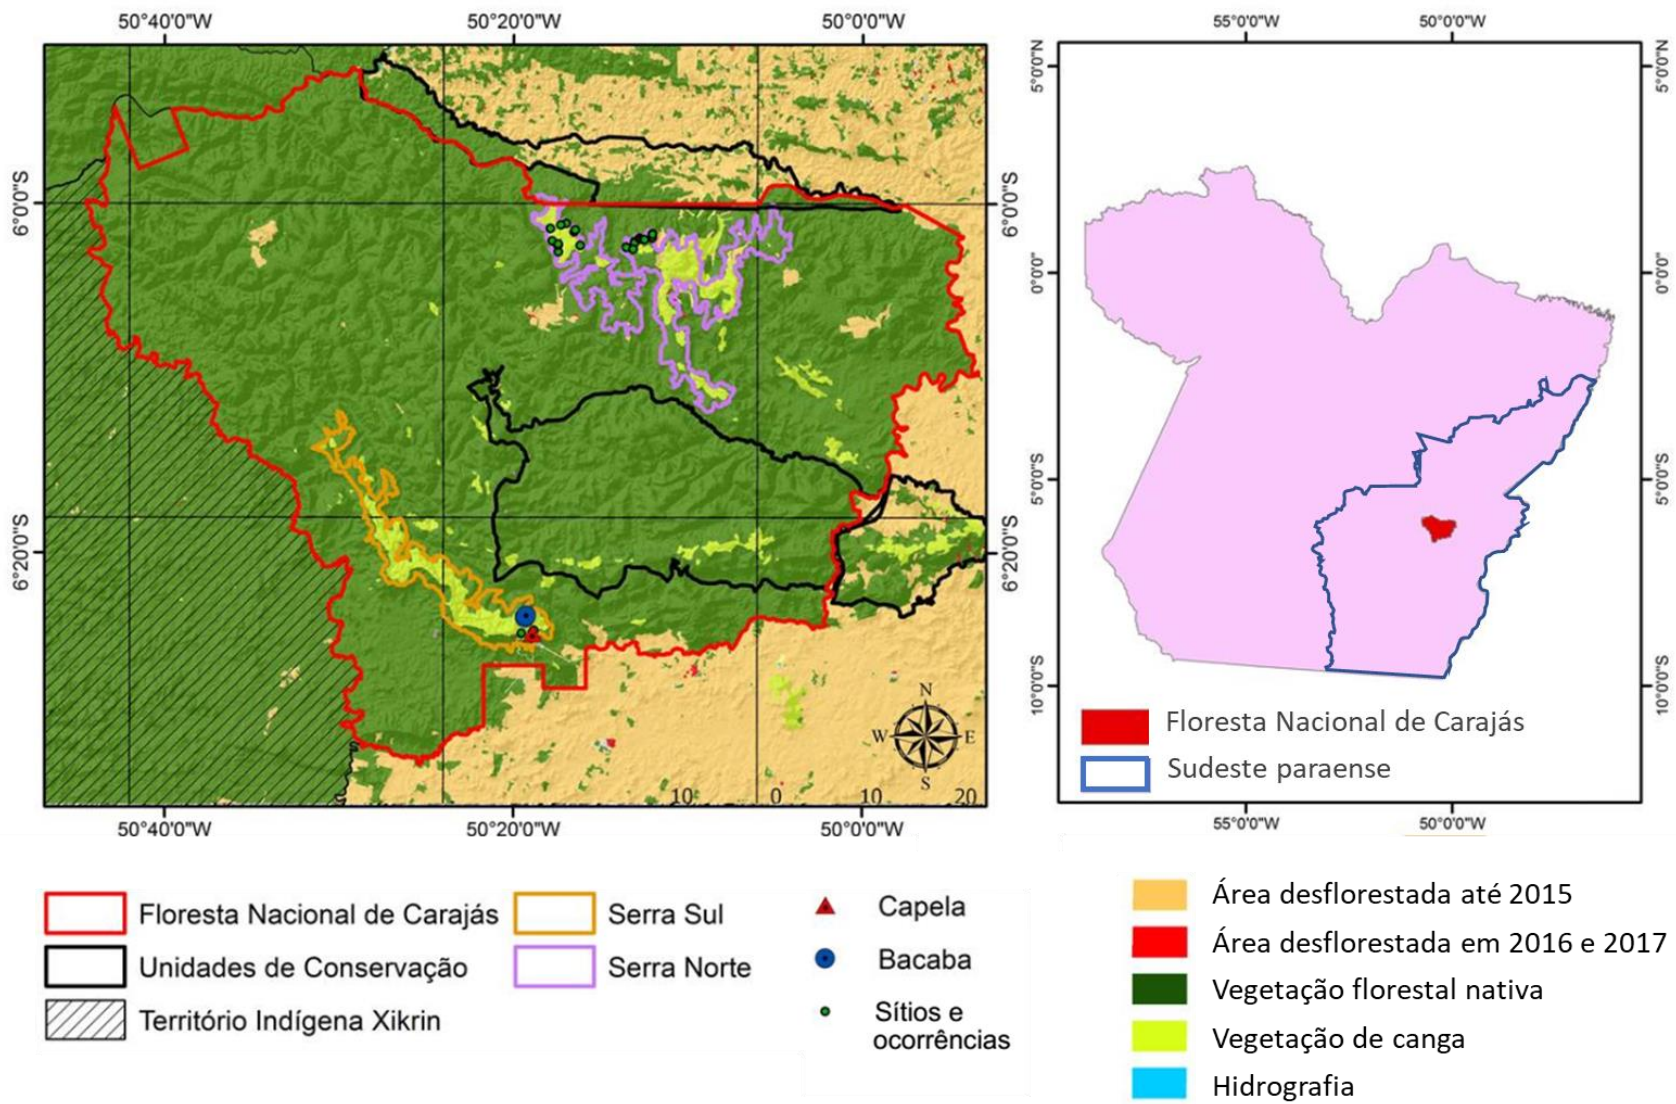 50°40'0"W
50°20'0"W
50°0'0"W
55°0'0"W
50°0'0"W
6°0'0"S
6°20'0"S
6°0'0"S
6°20'0"S
5°0'0"N
0°0'0"
5°0'0"S
10°0'0"S
5°0'0"N
0°0'0"
5°0'0"S
10°0'0"S
N
W
E
S
10
0
10
20
Floresta Nacional de Carajás
Sudeste paraense
50°40'0"W
50°20'0"W
50°0'0"W
55°0'0"W
50°0'0"W
Floresta Nacional de Carajás
Unidades de Conservação
Território Indígena Xikrin
Serra Sul
Serra Norte
Capela
Bacaba
Sítios e
ocorrências
Área desflorestada até 2015
Área desflorestada em 2016 e 2017
Vegetação florestal nativa
Vegetação de canga
Hidrografia